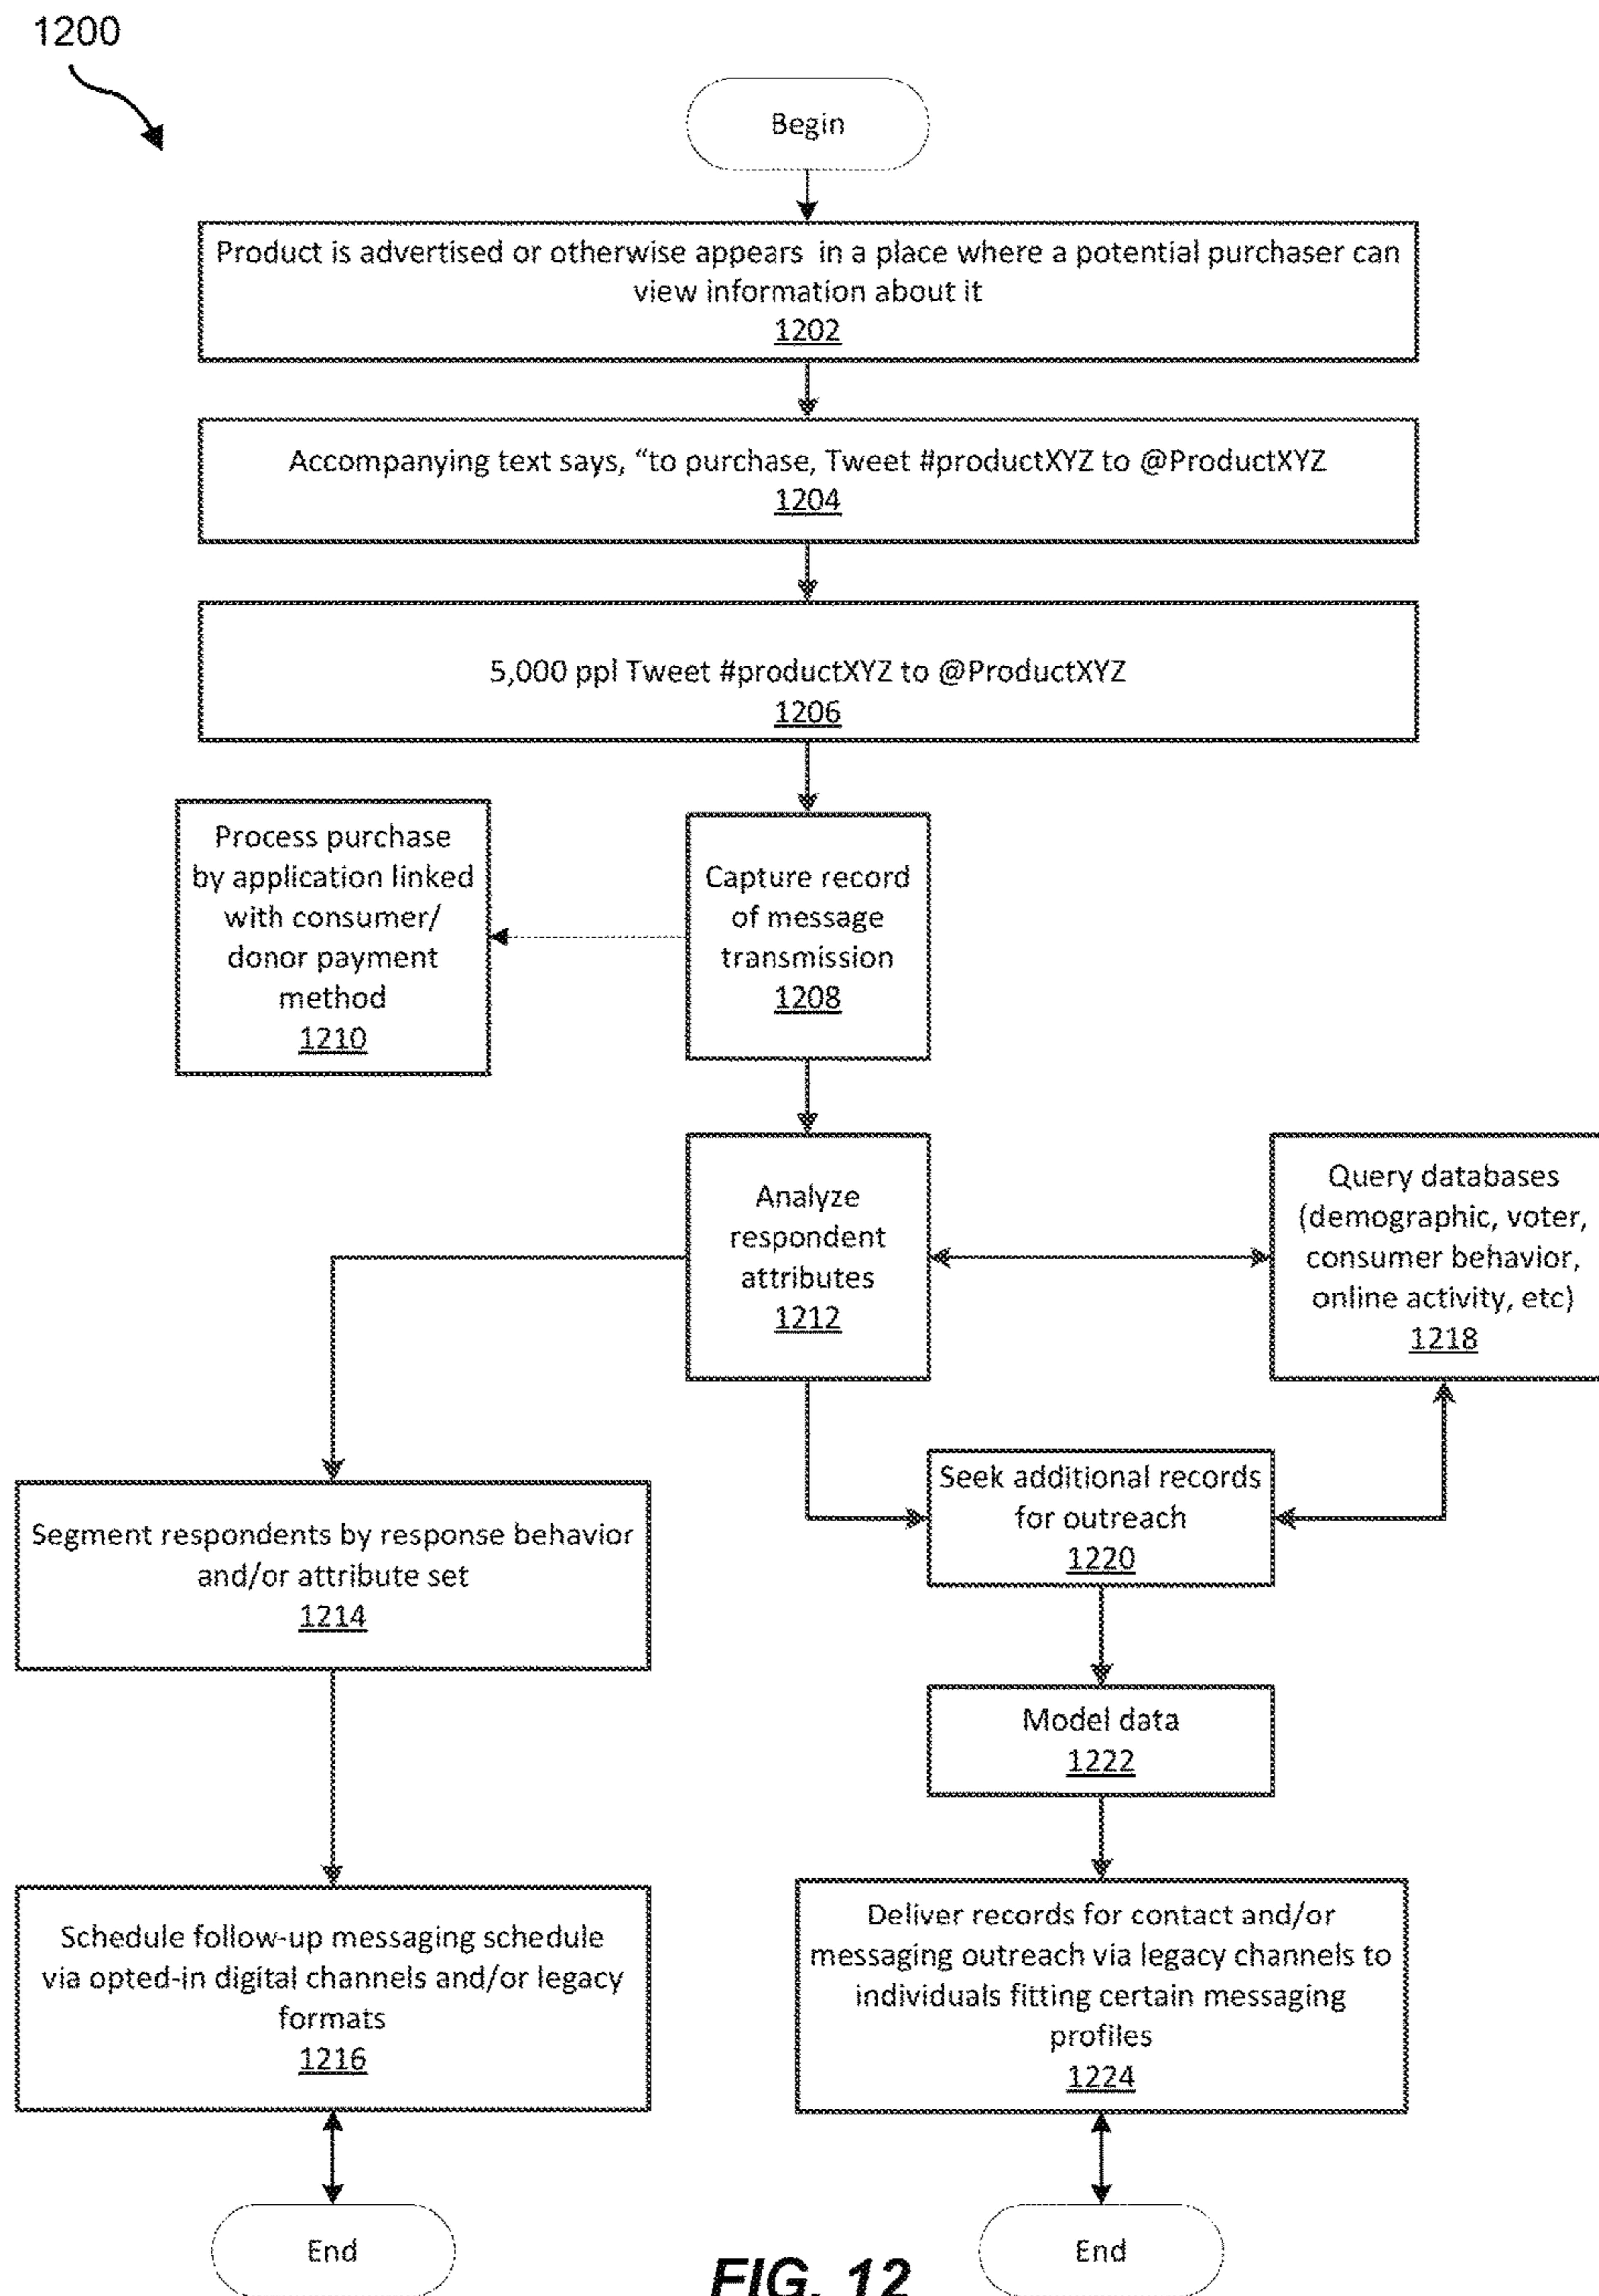 1200
Begin
Product is advertised or otherwise appears in a place where a potential purchaser can
view information about it
1202
Accompanying text says, “to purchase, Tweet #productXYZ to @ProductXYZ
1204
5,000 ppl Tweet #productXYZ to @ProductXYZ
1206
Process purchase
by application linked
with consumer/
donor payment
method
1210
Capture record
of message
transmission
1208
Analyze
respondent
attributes
1212
Query databases
(demographic, voter,
consumer behavior,
online activity, etc)
1218
Seek additional records
for outreach
1220
Segment respondents by response behavior
and/or attribute set
1214
Model data
1222
Schedule follow-up messaging schedule
via opted-in digital channels and/or legacy
formats
1216
Deliver records for contact and/or
messaging outreach via legacy channels to
individuals fitting certain messaging
profiles
1224
End
End
FIG. 12